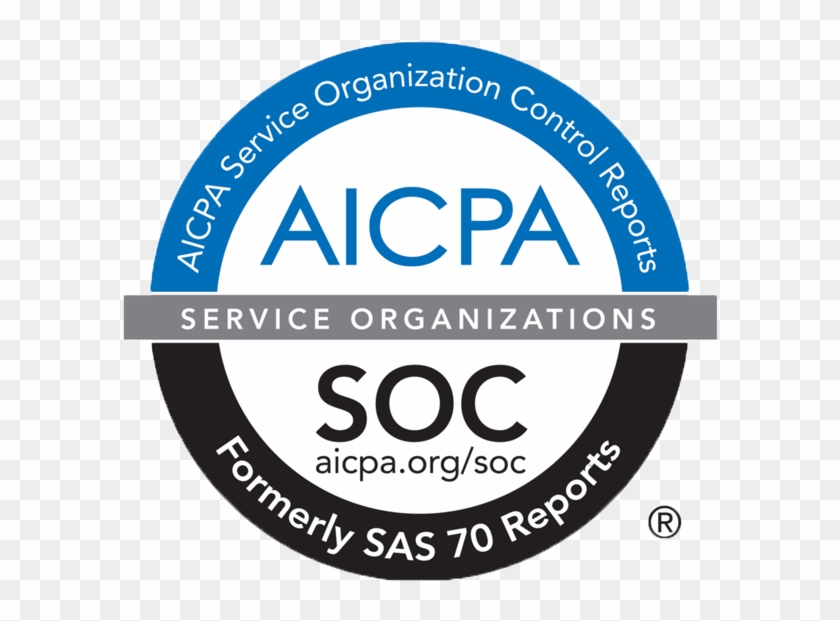 AICPA Service Organization Control Reports
AICPA
SERVICE ORGANIZATIONS
SOC
aicpa.org/soc
Formerly SAS 70 Reports
®